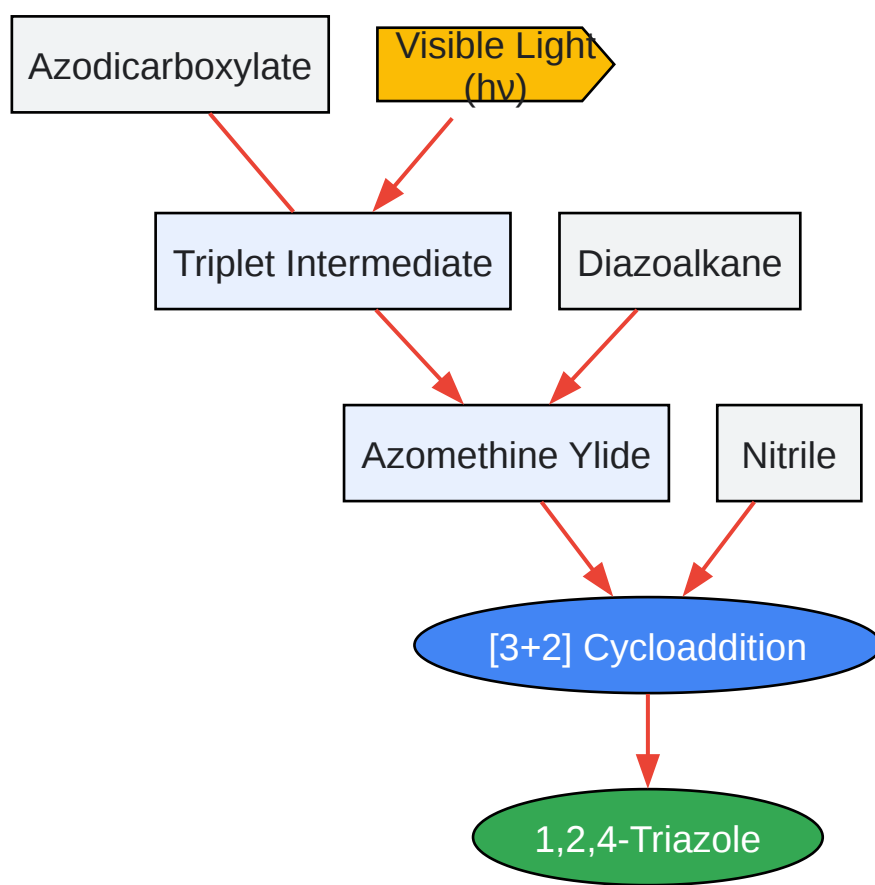 Azodicarboxylate
Visible Light
(hν)
Triplet Intermediate
Diazoalkane
Azomethine Ylide
Nitrile
[3+2] Cycloaddition
1,2,4-Triazole